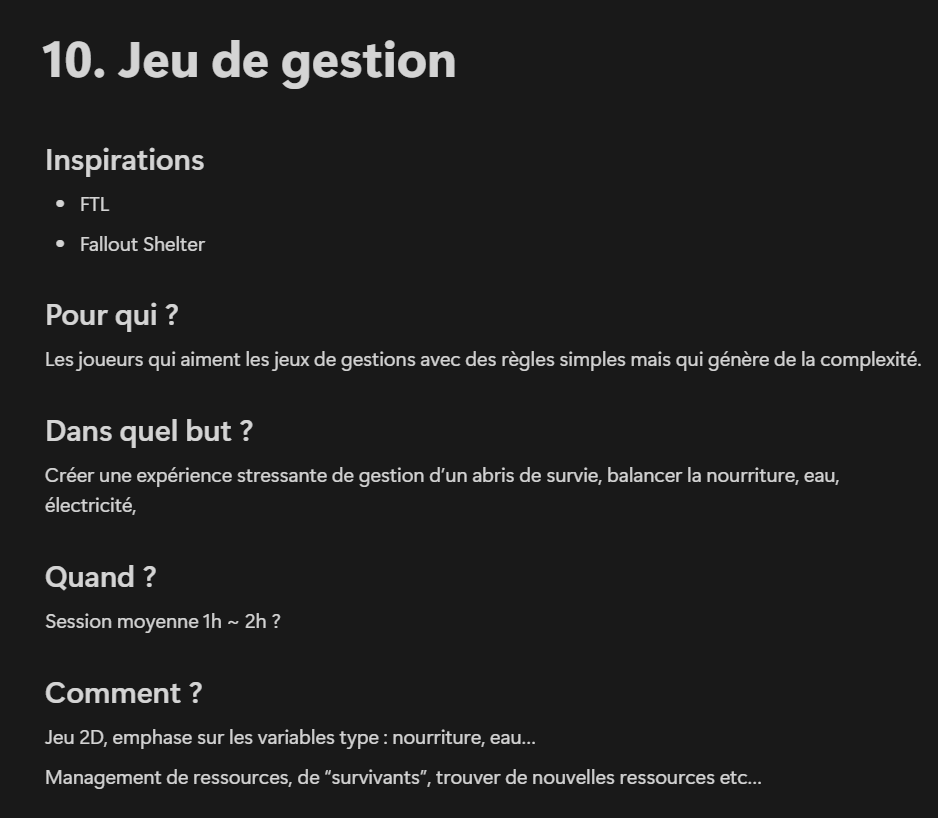 10. Jeu de gestion
Inspirations
• FTL
• Fallout Shelter
Pour qui ?
Les joueurs qui aiment les jeux de gestions avec des règles simples mais qui génère de la complexité.
Dans quel but ?
Créer une expérience stressante de gestion d’un abris de survie, balancer la nourriture, eau,
électricité,
Quand ?
Session moyenne 1h ~ 2h ?
Comment ?
Jeu 2D, emphase sur les variables type : nourriture, eau...
Management de ressources, de “survivants”, trouver de nouvelles ressources etc...